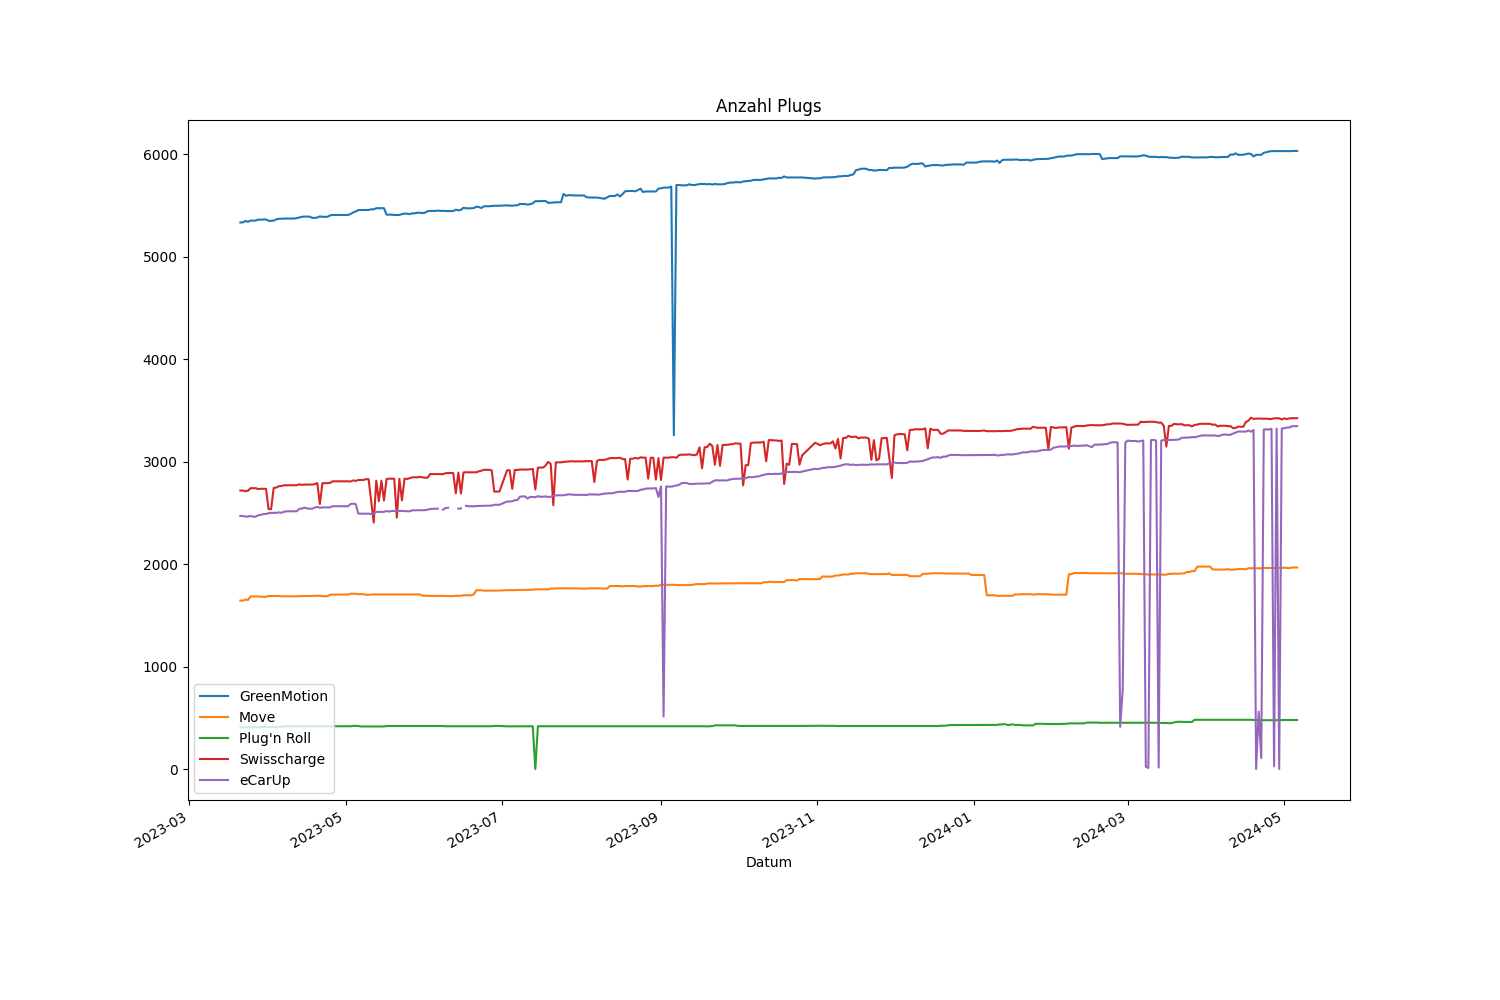 Anzahl Plugs
6000
5000
4000
3000
2000
1000
0
GreenMotion
Move
Plug'n Roll
Swisscharge
eCarUp
2023-03
2023-05
2023-07
2023-09
2023-11
2024-01
2024-03
2024-05
Datum